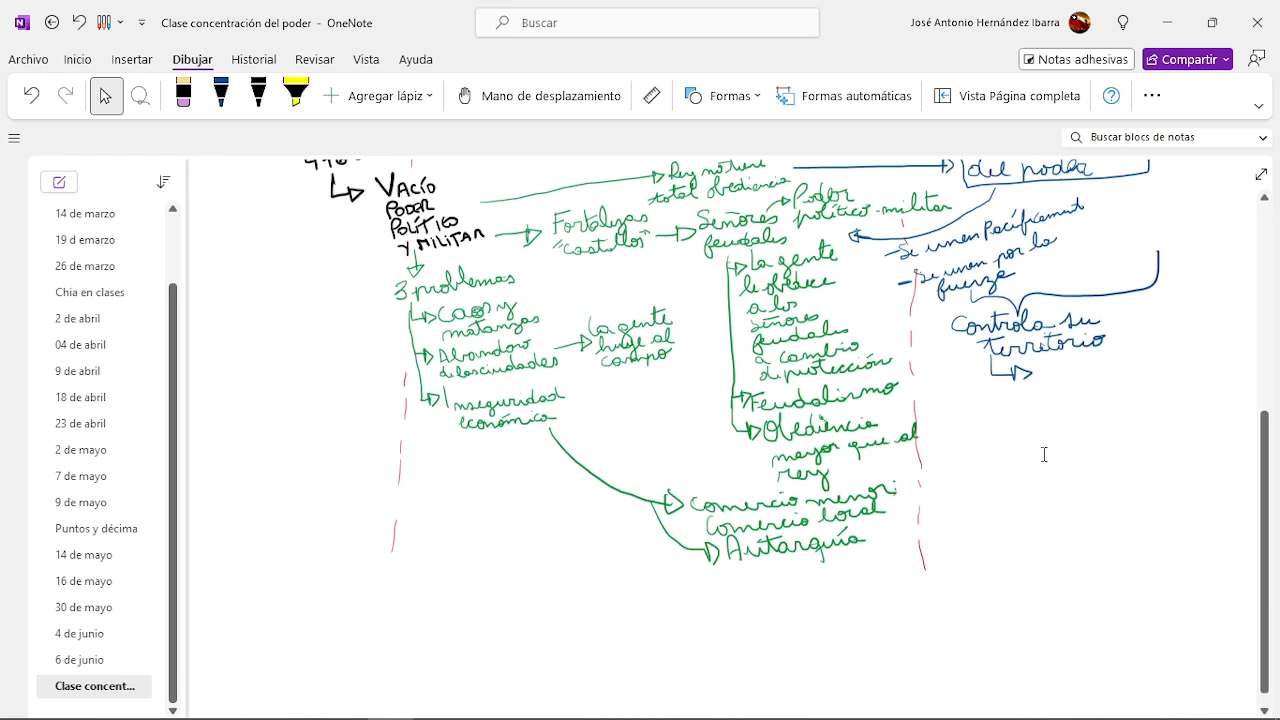 Clase concentración del poder - OneNote
Buscar
José Antonio Hernández Ibarra
Archivo
Inicio
Insertar
Dibujar
Historial
Revisar
Vista
Ayuda
Notas adhesivas
Compartir
Agregar lápiz
Mano de desplazamiento
Formas
Formas automáticas
Vista Página completa
Buscar blocs de notas
14 de marzo
19 d emarzo
26 de marzo
Chia en clases
2 de abril
04 de abril
9 de abril
18 de abril
23 de abril
2 de mayo
7 de mayo
9 de mayo
Puntos y décima
14 de mayo
16 de mayo
30 de mayo
4 de junio
6 de junio
Clase concent...
VACÍO
PODER
POLÍTICO
Y MILITAR
3 problemas
Caos y
matanzas
Abandono
de las ciudades
Inseguridad
económica
La gente
huye al
campo
Fortalezas
"castillos"
Rey no tiene
total obediencia
Señores
feudales
Poder
político-militar
La gente
le obedece
a los
señores
feudales
a cambio
de protección
Feudalismo
Obediencia
mayor que al
rey
Comercio menor:
Comercio local
Autarquía
del poder
- Se unen Pacíficament
- Se unen por la
fuerza
Controla su
territorio